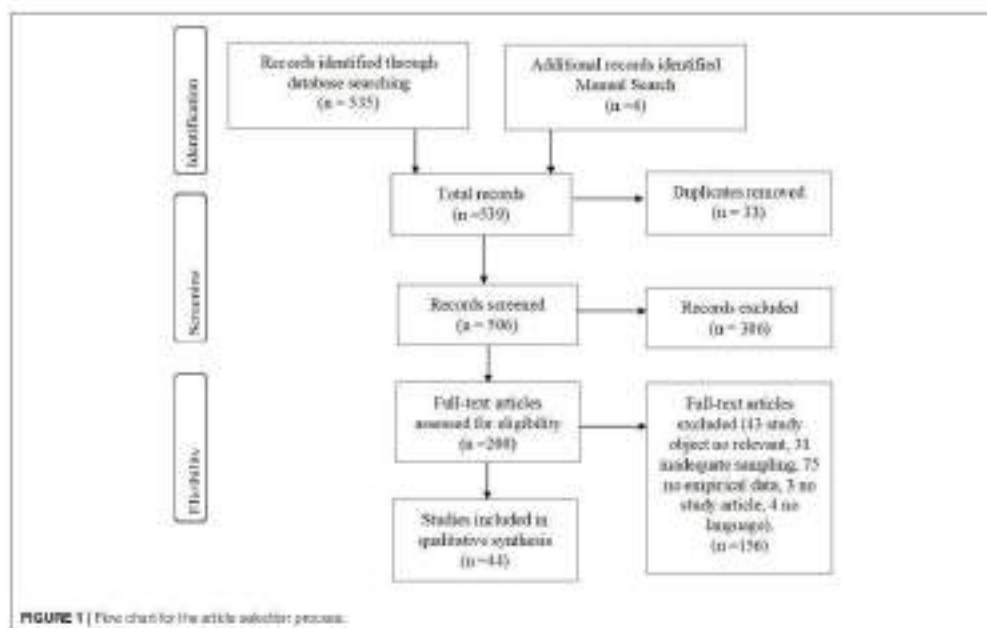 Identification
Records identified through
database searching
(n = 535)
Additional records identified
Manual Search
(n =4)
Total records
(n =539)
Duplicates removed
(n = 33)
Screening
Records screened
(n = 506)
Records excluded
(n = 306)
Eligibility
Full-text articles
assessed for eligibility
(n =200)
Full-text articles
excluded (13 study
object no relevant, 31
inadequate sampling, 75
no empirical data, 3 no
study article, 4 no
language).
(n =156)
Studies included in
qualitative synthesis
(n =44)
FIGURE 1 | Flow chart for the article selection process.